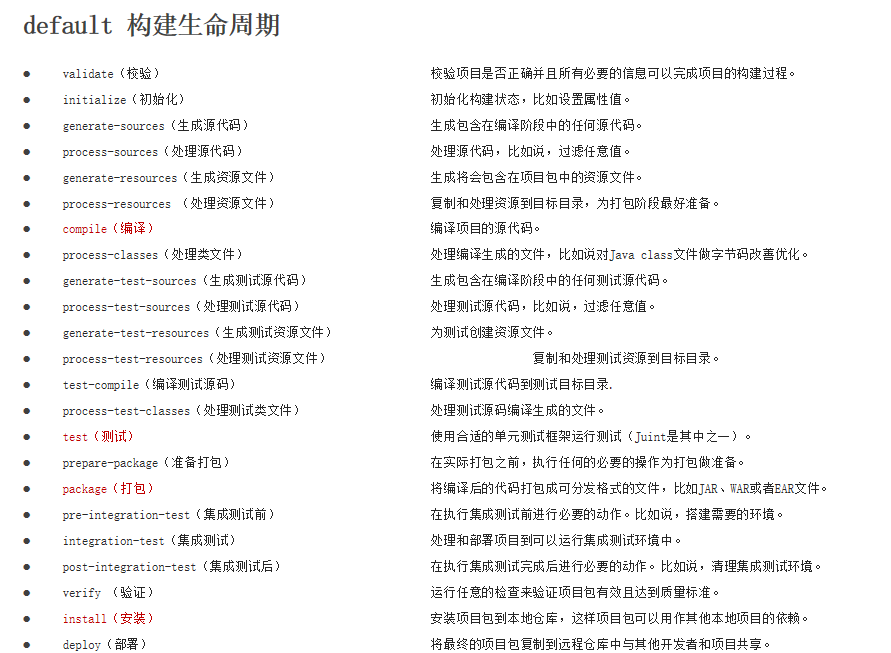 default 构建生命周期
● validate（校验） 校验项目是否正确并且所有必要的信息可以完成项目的构建过程。
● initialize（初始化） 初始化构建状态，比如设置属性值。
● generate-sources（生成源代码） 生成包含在编译阶段中的任何源代码。
● process-sources（处理源代码） 处理源代码，比如说，过滤任意值。
● generate-resources（生成资源文件） 生成将会包含在项目包中的资源文件。
● process-resources （处理资源文件） 复制和处理资源到目标目录，为打包阶段最好准备。
● compile（编译） 编译项目的源代码。
● process-classes（处理类文件） 处理编译生成的文件，比如说对Java class文件做字节码改善优化。
● generate-test-sources（生成测试源代码） 生成包含在编译阶段中的任何测试源代码。
● process-test-sources（处理测试源代码） 处理测试源代码，比如说，过滤任意值。
● generate-test-resources（生成测试资源文件） 为测试创建资源文件。
● process-test-resources（处理测试资源文件） 复制和处理测试资源到目标目录。
● test-compile（编译测试源码） 编译测试源代码到测试目标目录.
● process-test-classes（处理测试类文件） 处理测试源码编译生成的文件。
● test（测试） 使用合适的单元测试框架运行测试（Juint是其中之一）。
● prepare-package（准备打包） 在实际打包之前，执行任何的必要的操作为打包做准备。
● package（打包） 将编译后的代码打包成可分发格式的文件，比如JAR、WAR或者EAR文件。
● pre-integration-test（集成测试前） 在执行集成测试前进行必要的动作。比如说，搭建需要的环境。
● integration-test（集成测试） 处理和部署项目到可以运行集成测试环境中。
● post-integration-test（集成测试后） 在执行集成测试完成后进行必要的动作。比如说，清理集成测试环境。
● verify （验证） 运行任意的检查来验证项目包有效且达到质量标准。
● install（安装） 安装项目包到本地仓库，这样项目包可以用作其他本地项目的依赖。
● deploy（部署） 将最终的项目包复制到远程仓库中与其他开发者和项目共享。